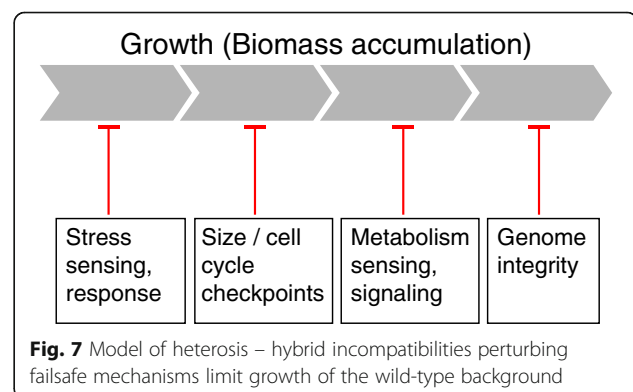 Growth (Biomass accumulation)
Stress
sensing,
response
Size / cell
cycle
checkpoints
Metabolism
sensing,
signaling
Genome
integrity
Fig. 7 Model of heterosis – hybrid incompatibilities perturbing
failsafe mechanisms limit growth of the wild-type background